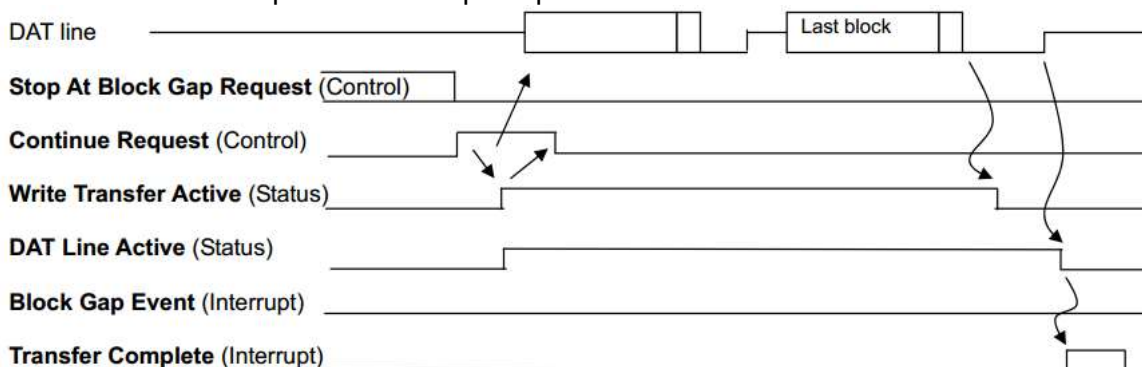 DAT line
Last block
Stop At Block Gap Request (Control)
Continue Request (Control)
Write Transfer Active (Status)
DAT Line Active (Status)
Block Gap Event (Interrupt)
Transfer Complete (Interrupt)